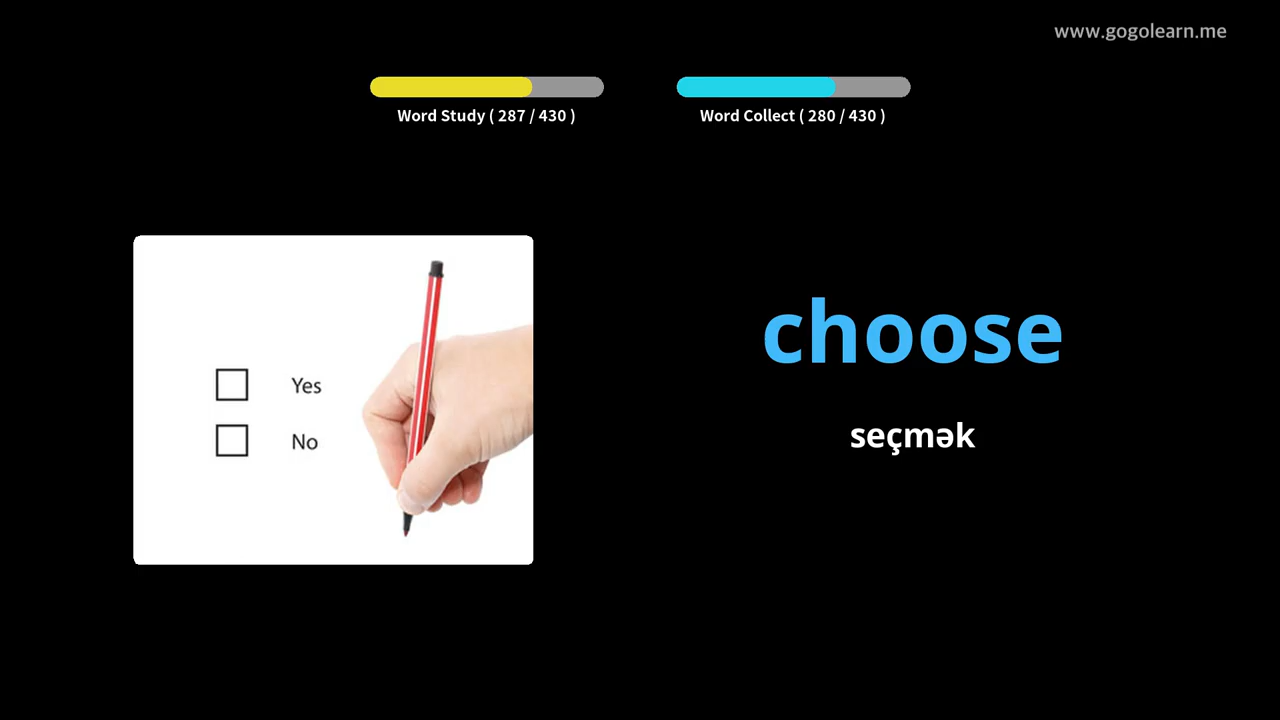 www.gogolearn.me
Word Study ( 287 / 430 )
Word Collect ( 280 / 430 )
Yes
No
choose
seçmək